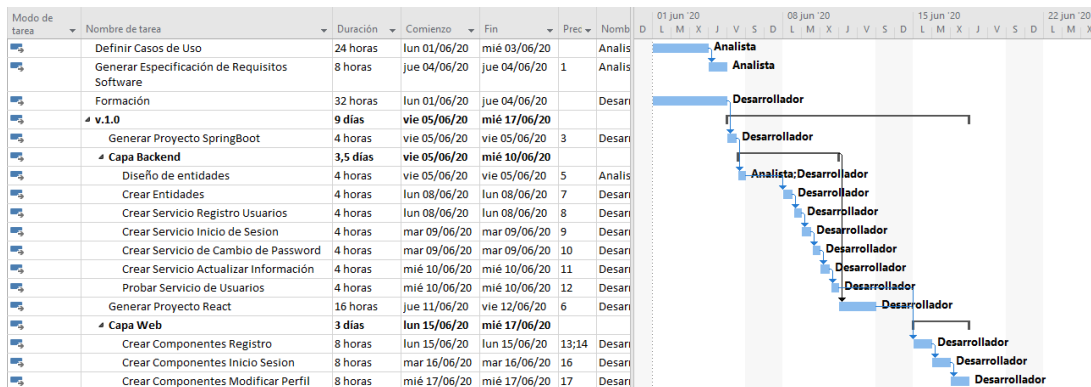 Modo de tarea Nombre de tarea Duración Comienzo Fin Prec Nomb D 01 jun '20 L M X J V S D 08 jun '20 L M X J V S D 15 jun '20 L M X J V S D 22 jun '20 L M X
Definir Casos de Uso 24 horas lun 01/06/20 mié 03/06/20 Analis Analista
Generar Especificación de Requisitos Software 8 horas jue 04/06/20 jue 04/06/20 1 Analis Analista
Formación 32 horas lun 01/06/20 jue 04/06/20 Desarr Desarrollador
v.1.0 9 días vie 05/06/20 mié 17/06/20
Generar Proyecto SpringBoot 4 horas vie 05/06/20 vie 05/06/20 3 Desarr Desarrollador
Capa Backend 3,5 días vie 05/06/20 mié 10/06/20
Diseño de entidades 4 horas vie 05/06/20 vie 05/06/20 5 Analis Analista;Desarrollador
Crear Entidades 4 horas lun 08/06/20 lun 08/06/20 7 Desarr Desarrollador
Crear Servicio Registro Usuarios 4 horas lun 08/06/20 lun 08/06/20 8 Desarr Desarrollador
Crear Servicio Inicio de Sesion 4 horas mar 09/06/20 mar 09/06/20 9 Desarr Desarrollador
Crear Servicio de Cambio de Password 4 horas mar 09/06/20 mar 09/06/20 10 Desarr Desarrollador
Crear Servicio Actualizar Información 4 horas mié 10/06/20 mié 10/06/20 11 Desarr Desarrollador
Probar Servicio de Usuarios 4 horas mié 10/06/20 mié 10/06/20 12 Desarr Desarrollador
Generar Proyecto React 16 horas jue 11/06/20 vie 12/06/20 6 Desarr Desarrollador
Capa Web 3 días lun 15/06/20 mié 17/06/20
Crear Componentes Registro 8 horas lun 15/06/20 lun 15/06/20 13;14 Desarr Desarrollador
Crear Componentes Inicio Sesion 8 horas mar 16/06/20 mar 16/06/20 16 Desarr Desarrollador
Crear Componentes Modificar Perfil 8 horas mié 17/06/20 mié 17/06/20 17 Desarr Desarrollador